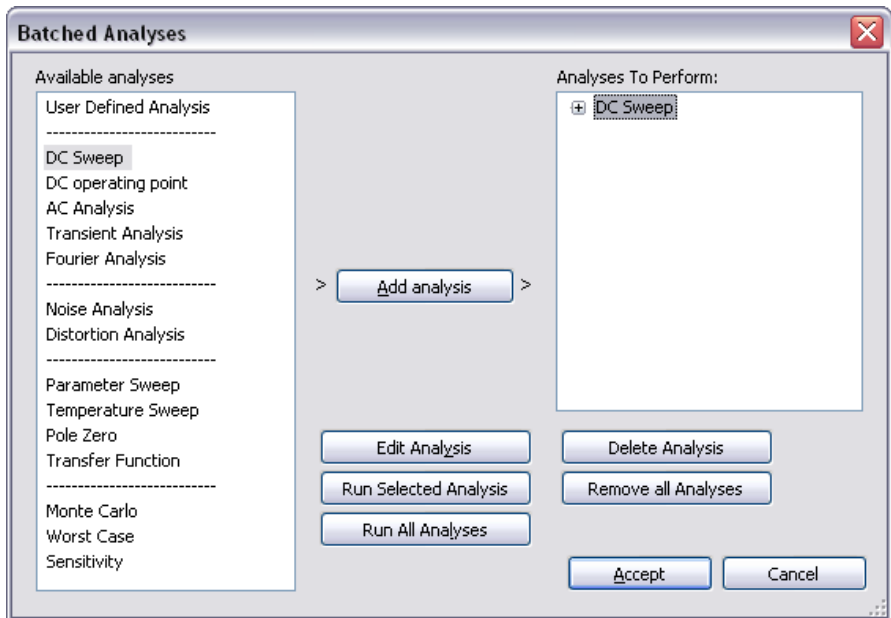 Batched Analyses
Available analyses
User Defined Analysis
---------------------------
DC Sweep
DC operating point
AC Analysis
Transient Analysis
Fourier Analysis
---------------------------
Noise Analysis
Distortion Analysis
---------------------------
Parameter Sweep
Temperature Sweep
Pole Zero
Transfer Function
---------------------------
Monte Carlo
Worst Case
Sensitivity
> Add analysis >
Edit Analysis
Run Selected Analysis
Run All Analyses
Analyses To Perform:
DC Sweep
Delete Analysis
Remove all Analyses
Accept
Cancel